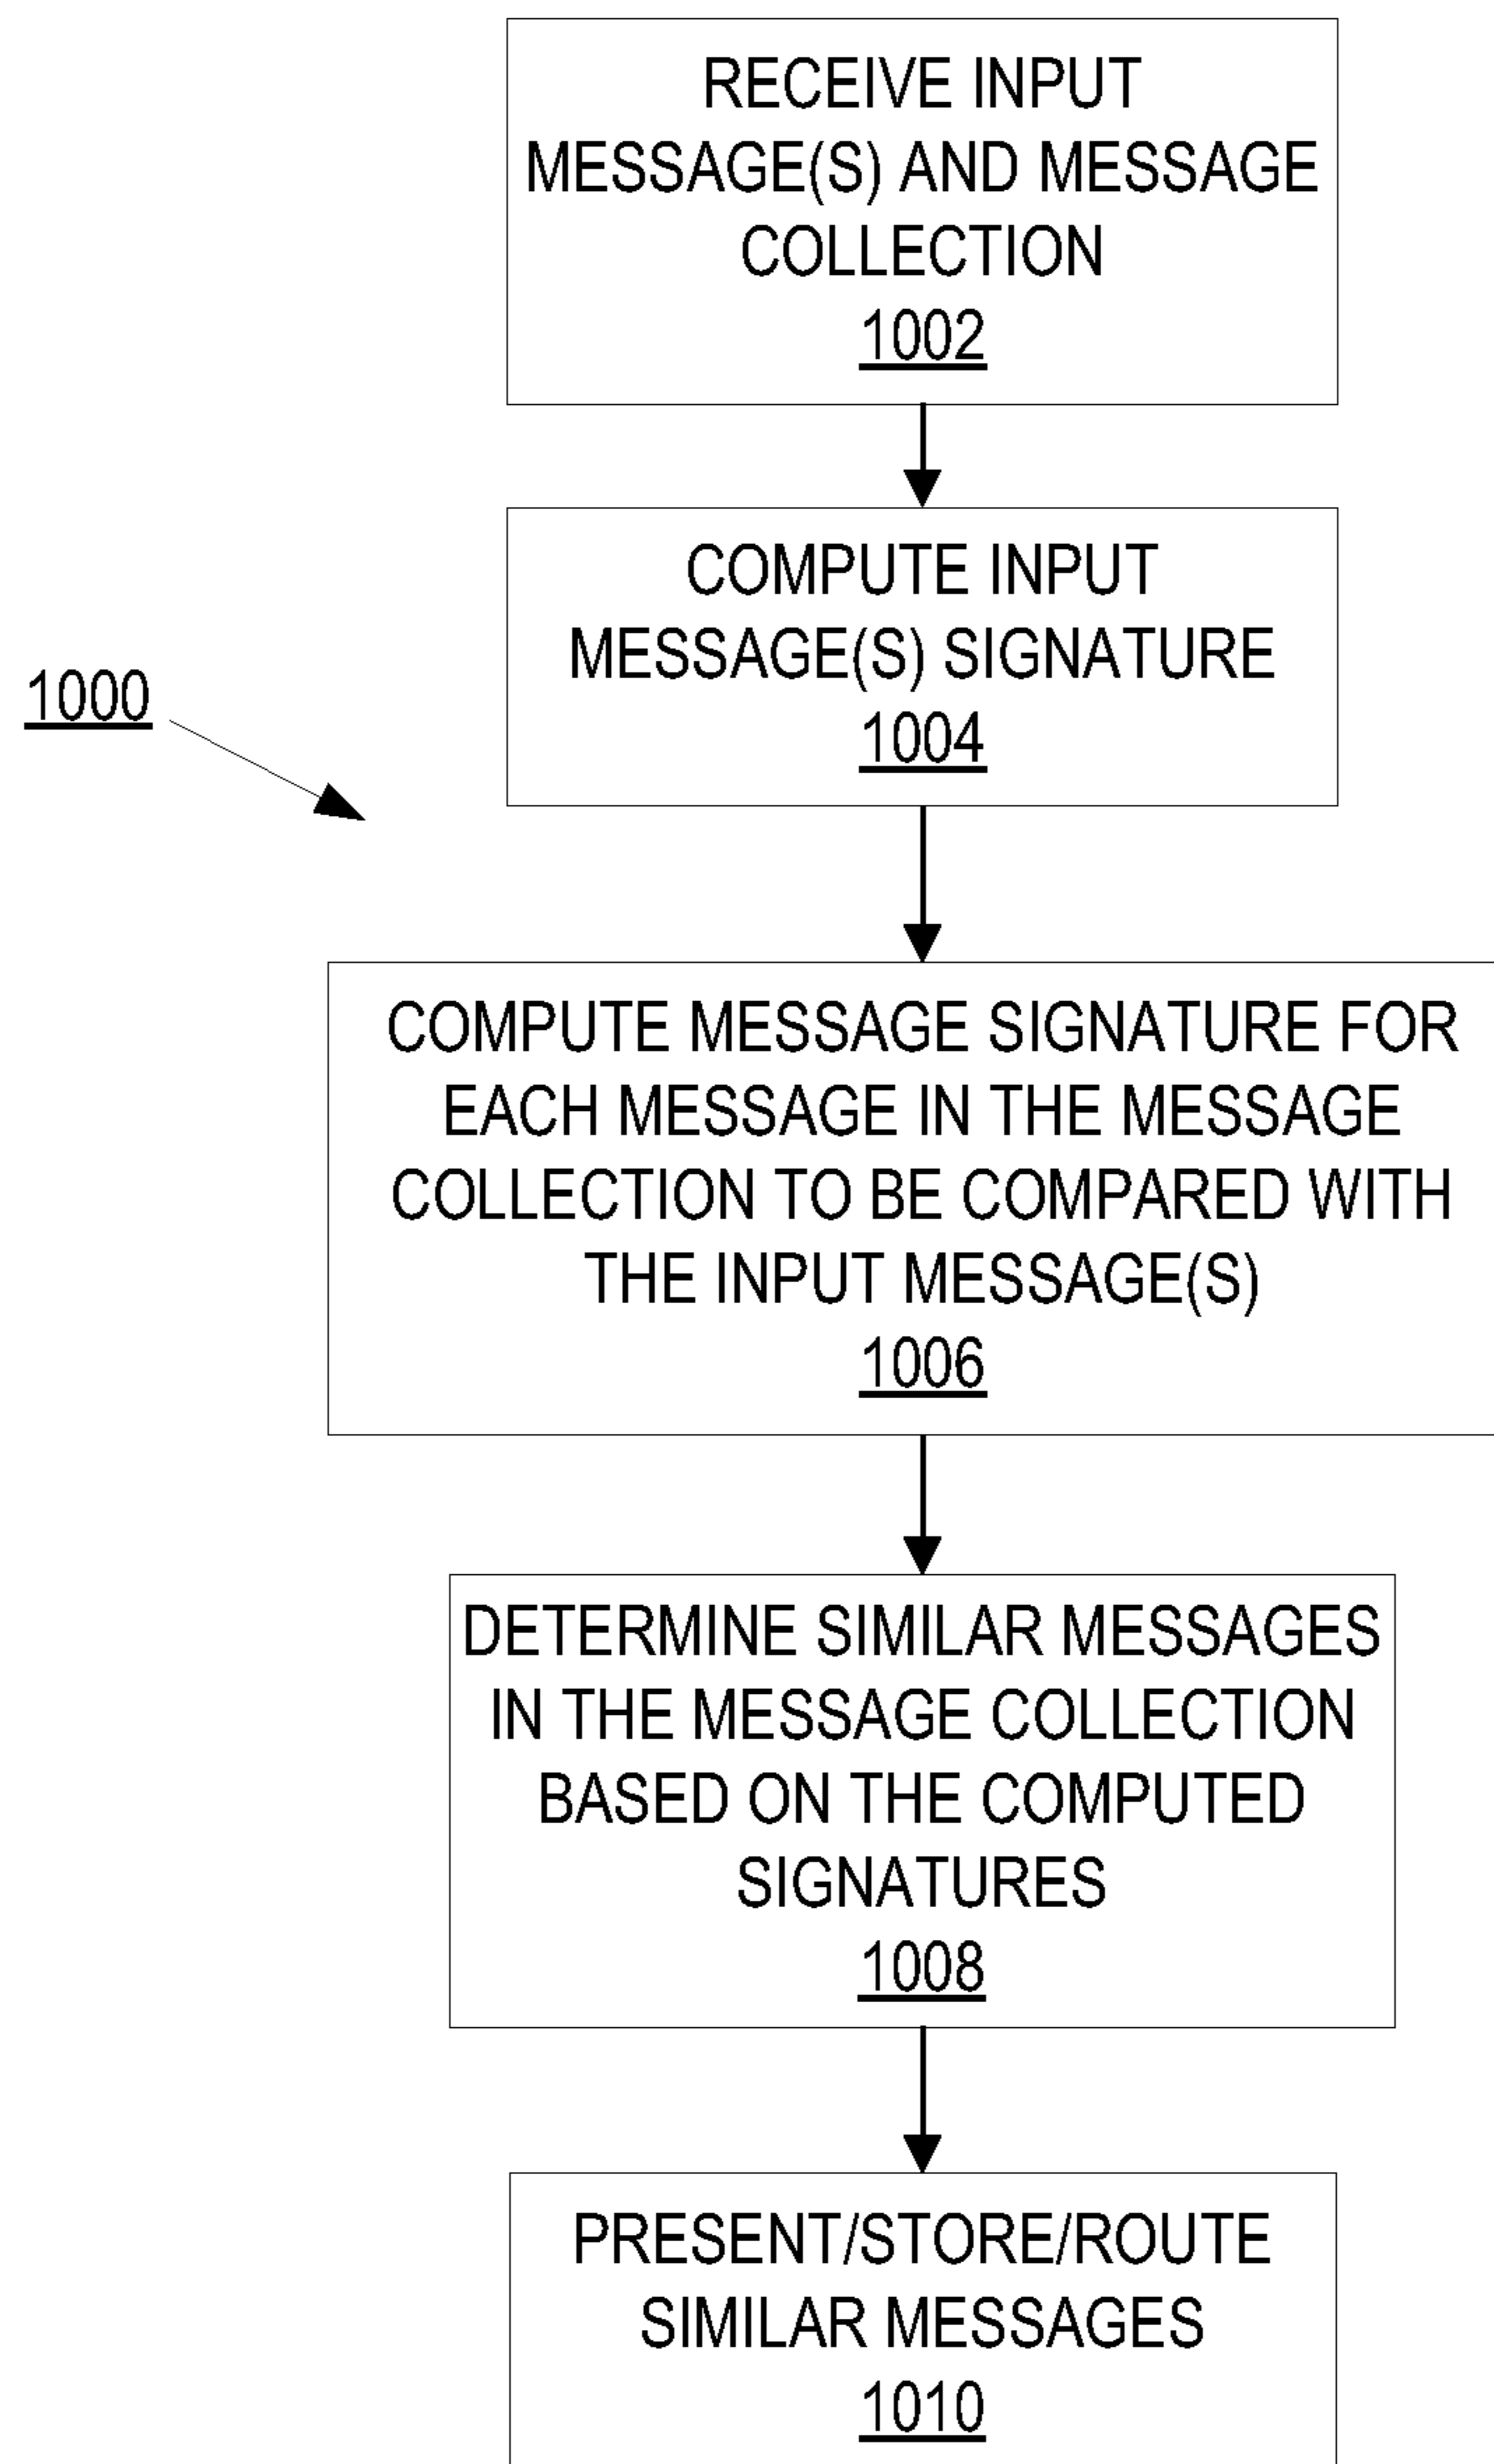 RECEIVE INPUT
MESSAGE(S) AND MESSAGE
COLLECTION
1002
COMPUTE INPUT
MESSAGE(S) SIGNATURE
1004
1000
COMPUTE MESSAGE SIGNATURE FOR
EACH MESSAGE IN THE MESSAGE
COLLECTION TO BE COMPARED WITH
THE INPUT MESSAGE(S)
1006
DETERMINE SIMILAR MESSAGES
IN THE MESSAGE COLLECTION
BASED ON THE COMPUTED
SIGNATURES
1008
PRESENT/STORE/ROUTE
SIMILAR MESSAGES
1010